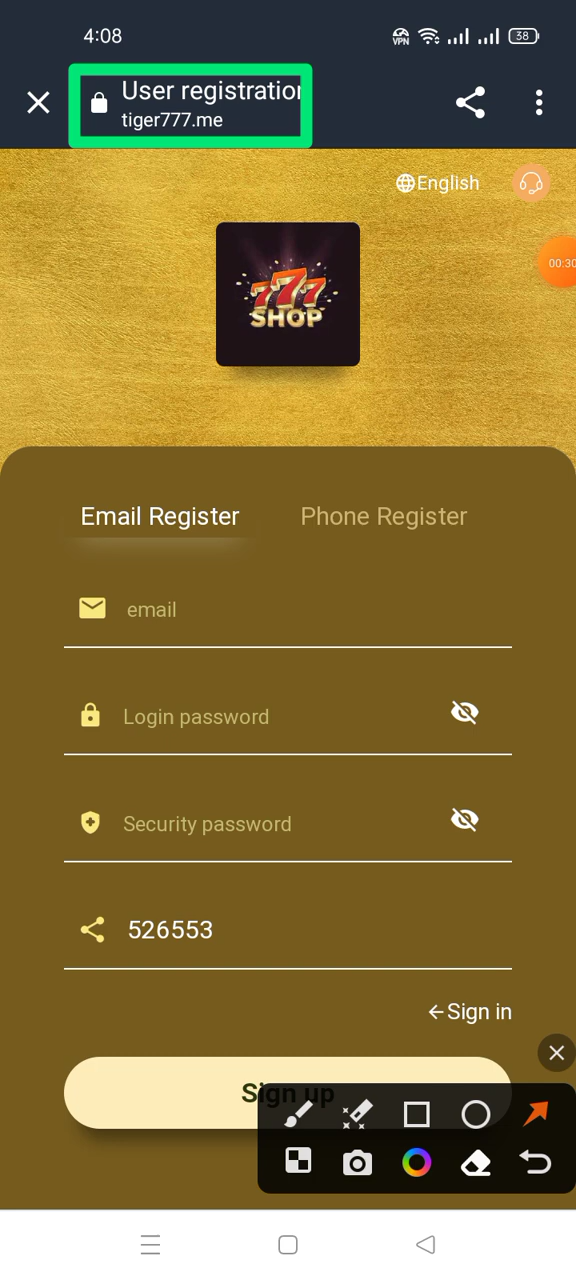 4:08
VPN
38
User registration
tiger777.me
English
777
SHOP
00:30
Email Register
Phone Register
email
Login password
Security password
526553
Sign in
Sign up